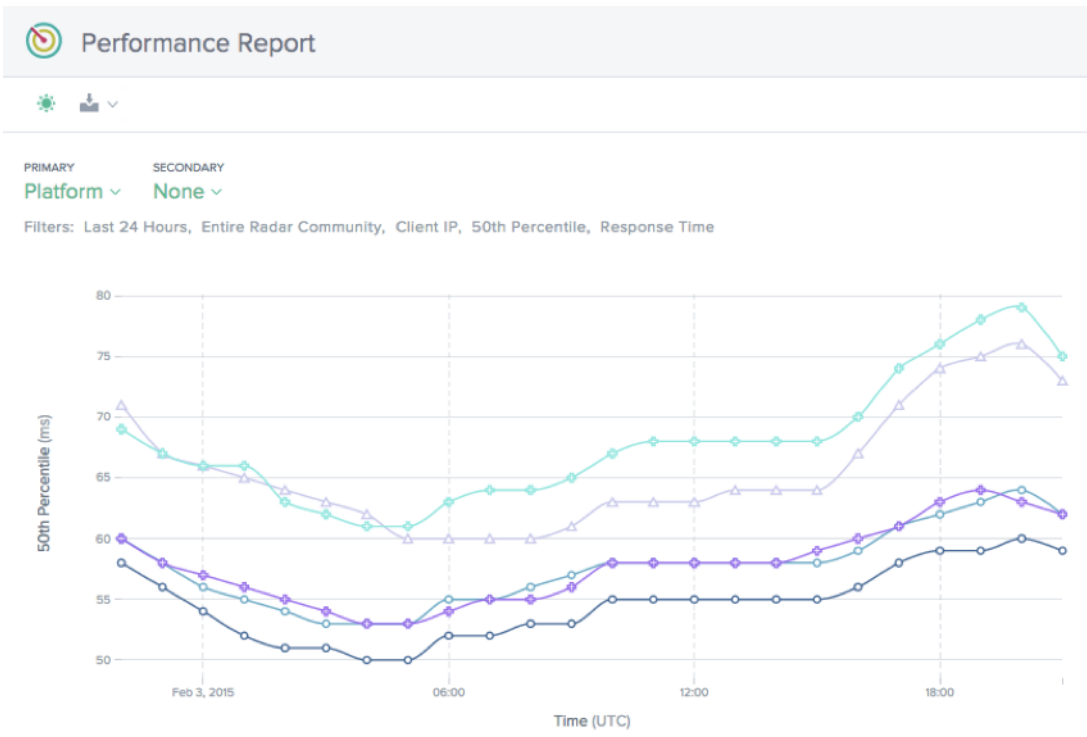 Performance Report
PRIMARY SECONDARY
Platform None
Filters: Last 24 Hours, Entire Radar Community, Client IP, 50th Percentile, Response Time
80
75
70
65
60
55
50
50th Percentile (ms)
Feb 3, 2015 06:00 12:00 18:00
Time (UTC)